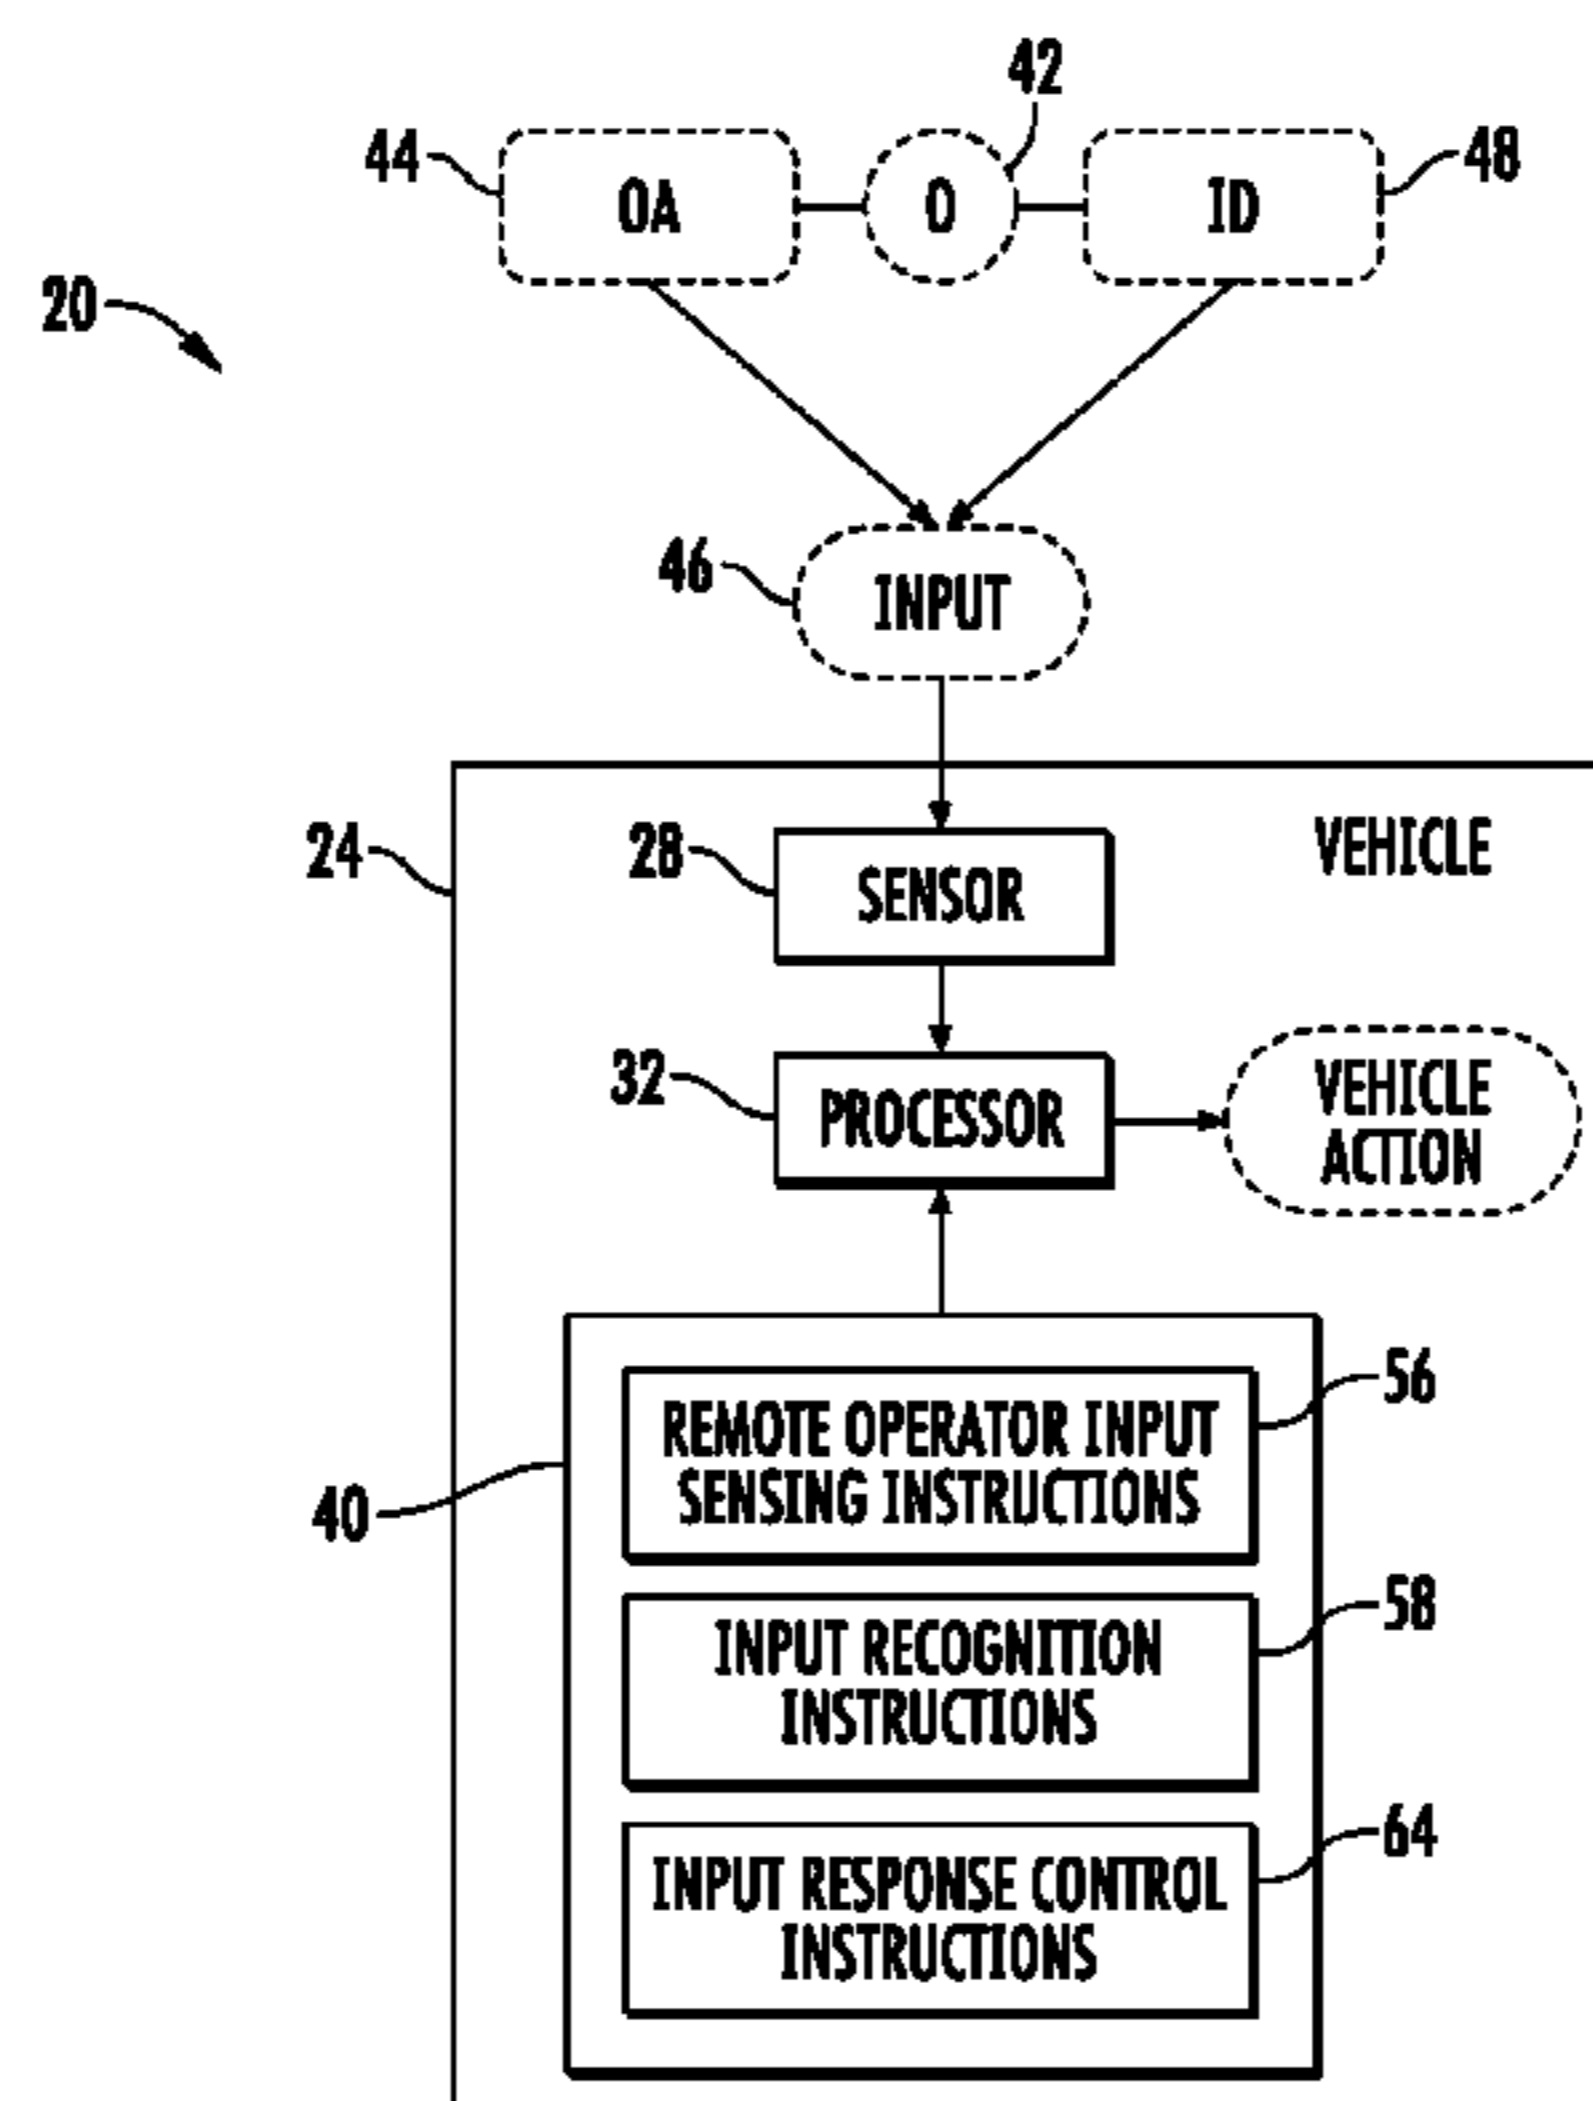 42
44
OA
O
ID
48
20
46
INPUT
24
28
SENSOR
VEHICLE
32
PROCESSOR
VEHICLE
ACTION
40
REMOTE OPERATOR INPUT
SENSING INSTRUCTIONS
56
INPUT RECOGNITION
INSTRUCTIONS
58
INPUT RESPONSE CONTROL
INSTRUCTIONS
64